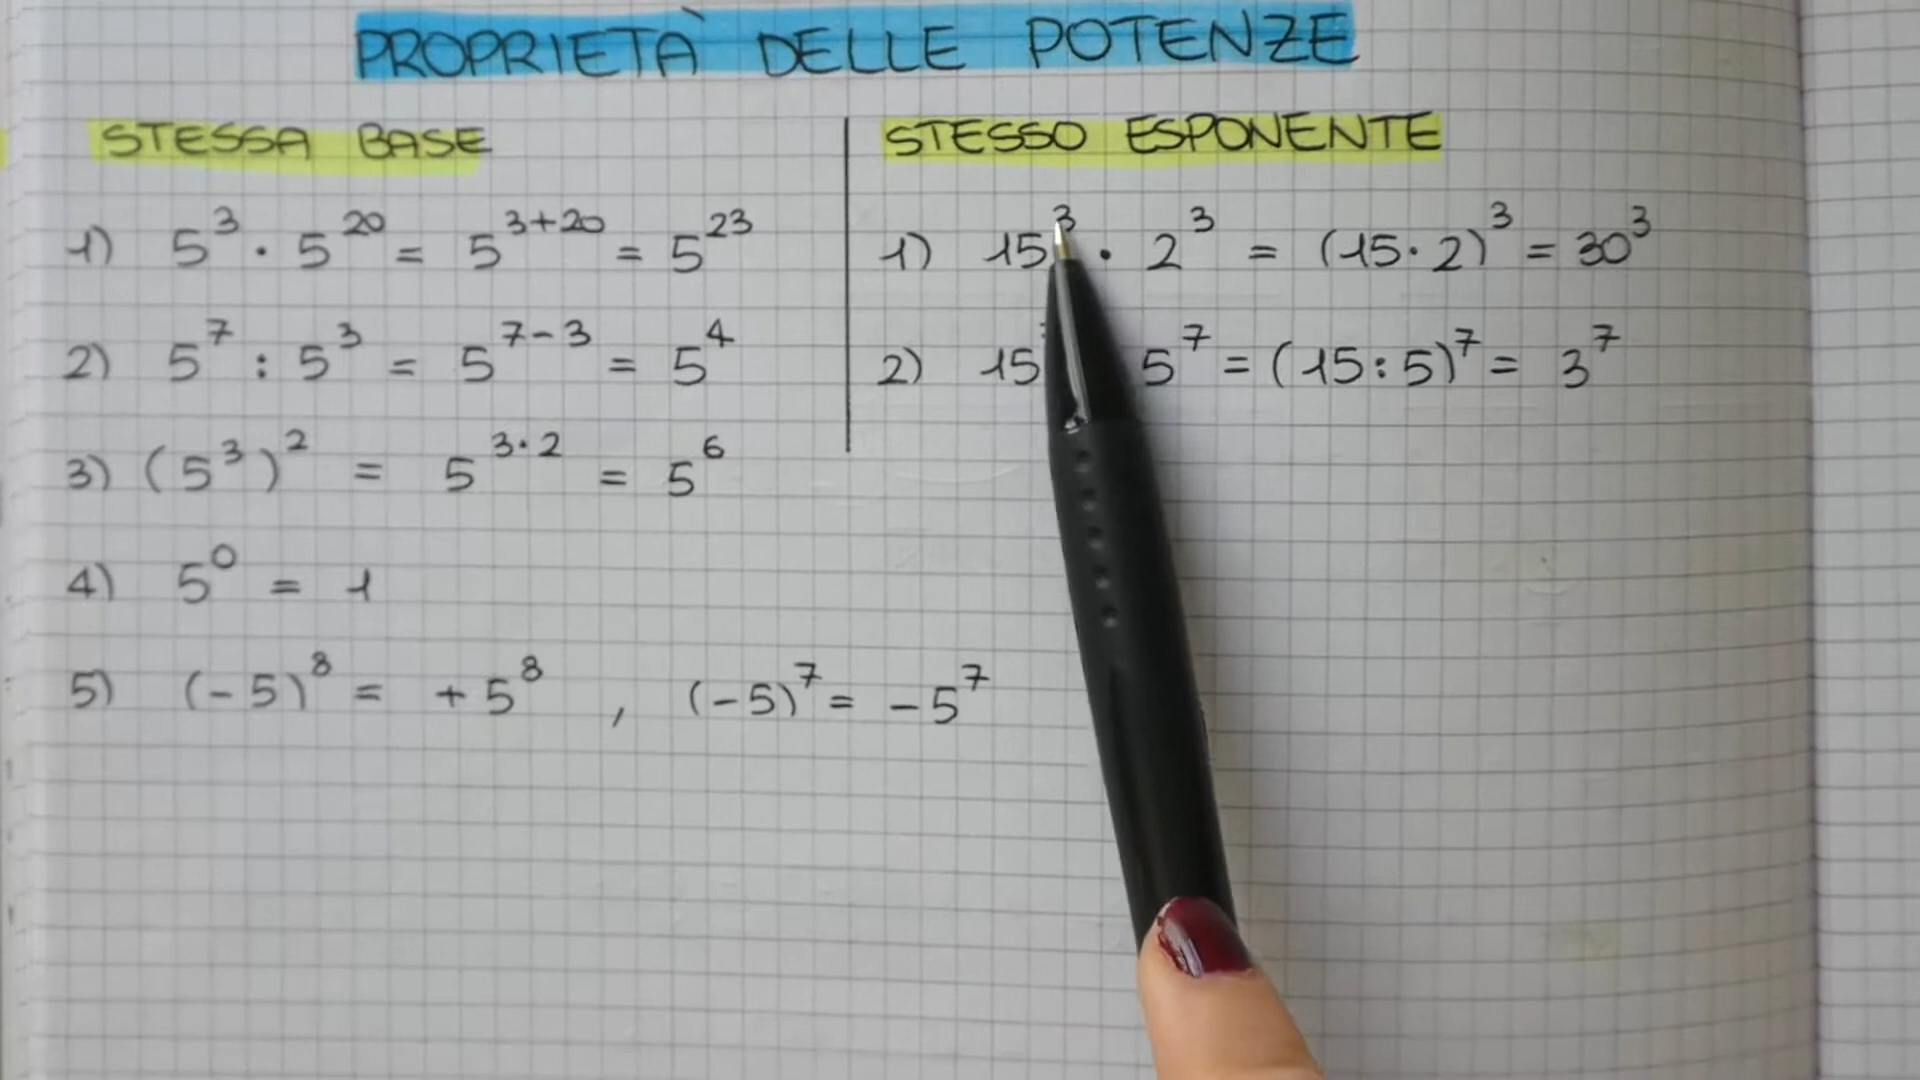 PROPRIETÀ DELLE POTENZE
STESSA BASE
1) 5³ · 5²⁰ = 5³⁺²⁰ = 5²³
2) 5⁷ : 5³ = 5⁷⁻³ = 5⁴
3) (5³)² = 5³˙² = 5⁶
4) 5⁰ = 1
5) (-5)⁸ = +5⁸ , (-5)⁷ = -5⁷
STESSO ESPONENTE
1) 15³ · 2³ = (15·2)³ = 30³
2) 15 5⁷ = (15:5)⁷ = 3⁷